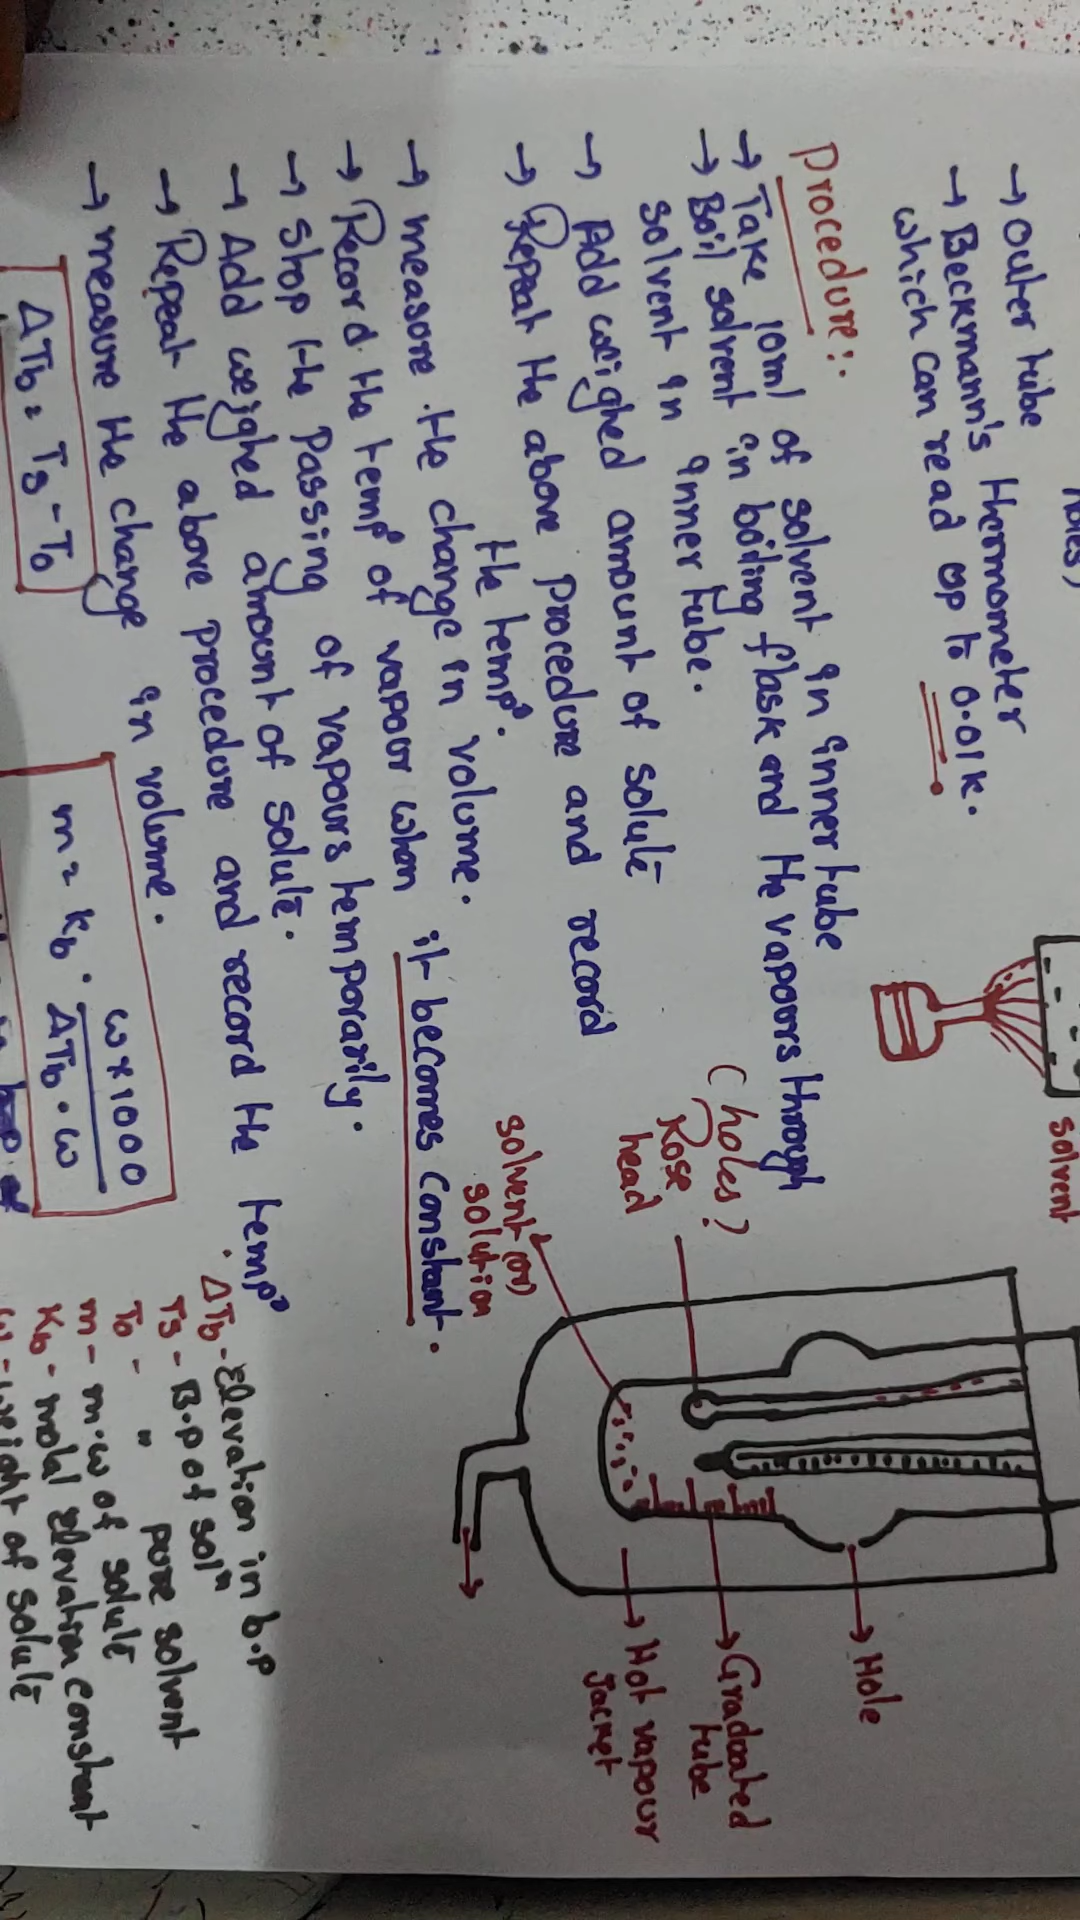 holes)
→ outer tube
→ Beckmann's thermometer
which can read up to 0.01k.
Procedure:.
→ Take 10ml of solvent in inner tube
→ Boil solvent in boiling flask and the vapours through
solvent in inner tube.
→ Add weighed amount of solute
→ Repeat the above procedure and record
the temp°.
→ measure the change in volume.
→ Record the temp° of vapour when it becomes constant.
→ stop the passing of vapours temporarily.
→ Add weighed amount of solute.
→ Repeat the above procedure and record the temp°
→ measure the change in volume.
ΔTb = Ts - To
m = Kb . ω×1000
ΔTb . ω
solvent
(holes)
Rose
head
solvent (or)
solution
Hole
Graduated
tube
Hot vapour
Jacket
ΔTb - Elevation in b.p
Ts - B.p of solⁿ
To - " pure solvent
m - m.ω of solute
Kb - molal elevation constant
ω - weight of solute